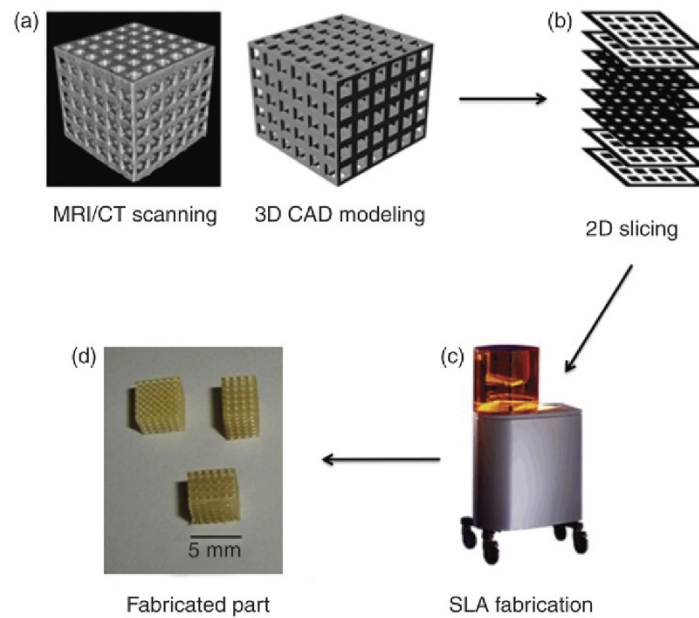 (a)
(b)
MRI/CT scanning
3D CAD modeling
2D slicing
(d)
(c)
5 mm
Fabricated part
SLA fabrication